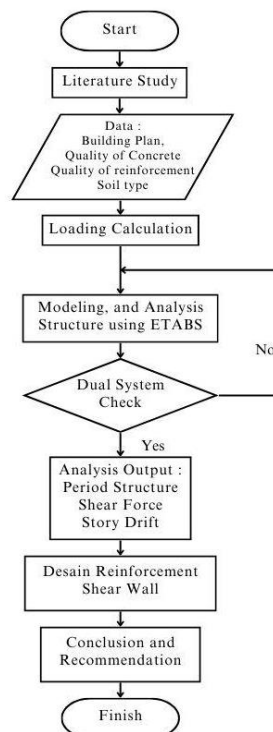 Start
Literature Study
Data :
Building Plan,
Quality of Concrete
Quality of reinforcement
Soil type
Loading Calculation
Modeling, and Analysis
Structure using ETABS
No
Dual System
Check
Yes
Analysis Output :
Period Structure
Shear Force
Story Drift
Desain Reinforcement
Shear Wall
Conclusion and
Recommendation
Finish